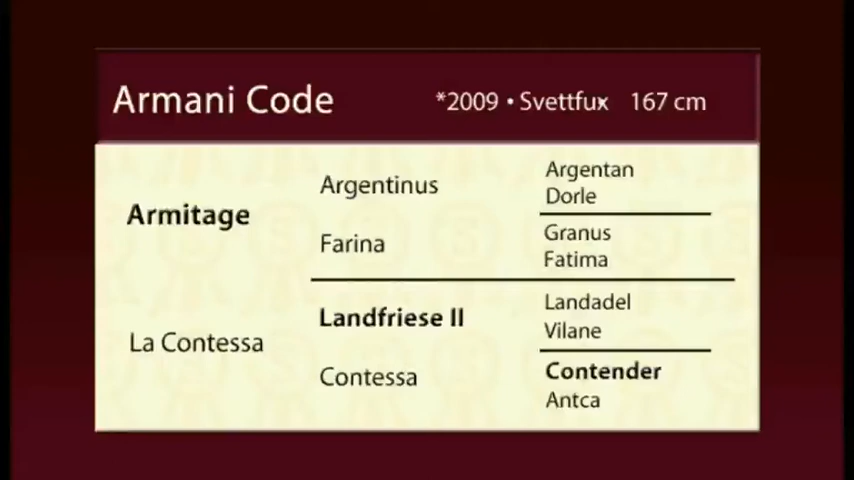 Armani Code *2009 • Svettfux 167 cm
Armitage
Argentinus
Argentan
Dorle
Farina
Granus
Fatima
La Contessa
Landfriese II
Landadel
Vilane
Contessa
Contender
Antca